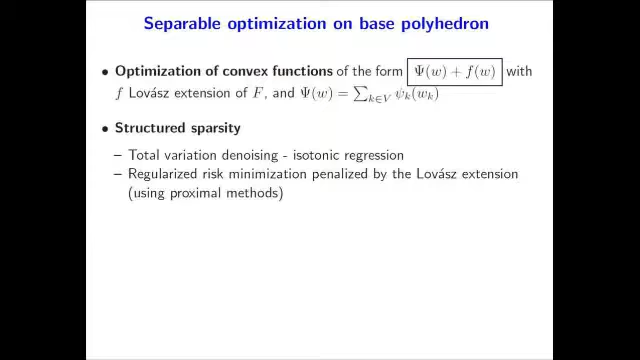 Separable optimization on base polyhedron
• Optimization of convex functions of the form Ψ(w) + f(w) with
f Lovász extension of F, and Ψ(w) = ∑k∈V ψk(wk)
• Structured sparsity
– Total variation denoising - isotonic regression
– Regularized risk minimization penalized by the Lovász extension
(using proximal methods)